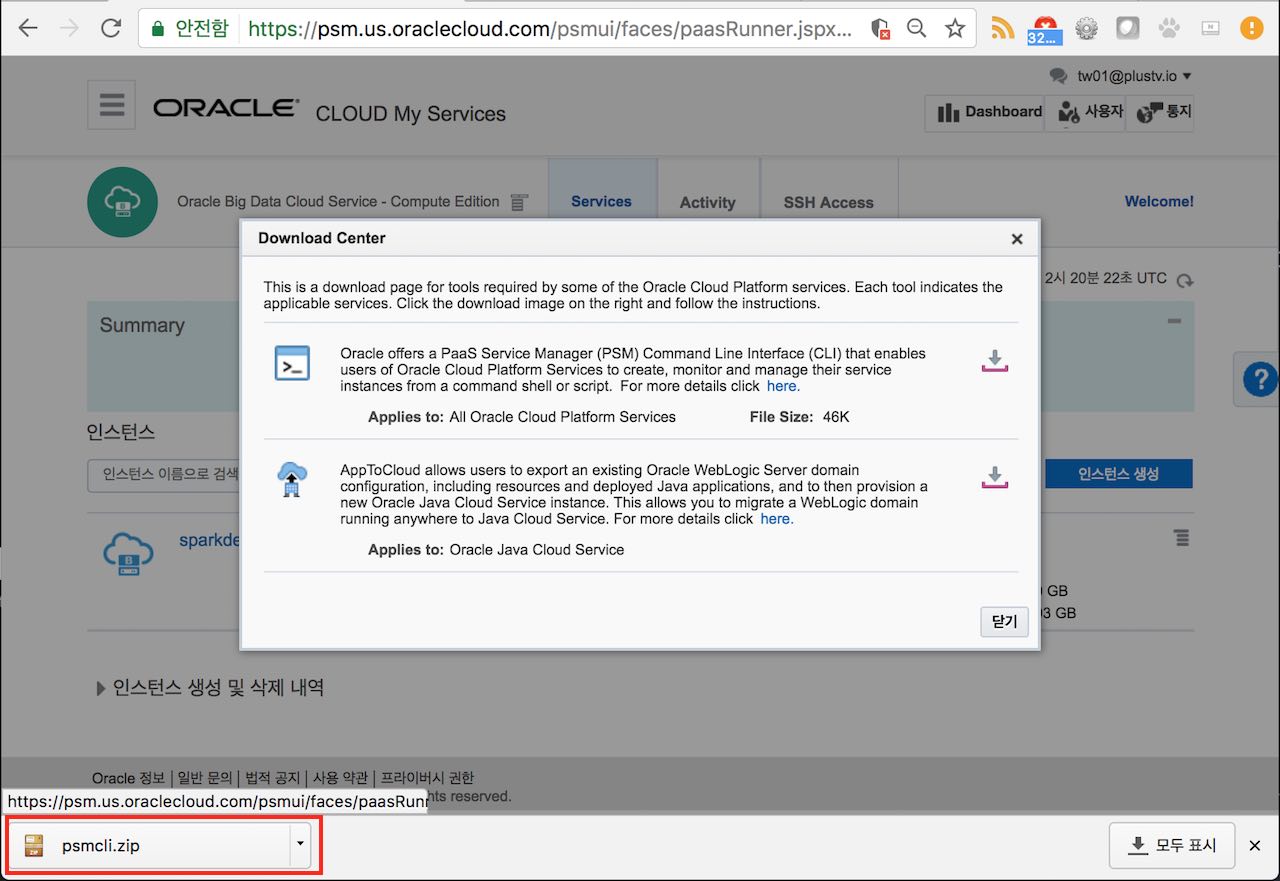 안전함 https://psm.us.oraclecloud.com/psmui/faces/paasRunner.jspx... 32...
tw01@plustv.io
ORACLE CLOUD My Services
Dashboard 사용자 통지
Oracle Big Data Cloud Service - Compute Edition Services Activity SSH Access Welcome!
Download Center
2시 20분 22초 UTC
This is a download page for tools required by some of the Oracle Cloud Platform services. Each tool indicates the
applicable services. Click the download image on the right and follow the instructions.
Summary
Oracle offers a PaaS Service Manager (PSM) Command Line Interface (CLI) that enables
users of Oracle Cloud Platform Services to create, monitor and manage their service
instances from a command shell or script. For more details click here.
Applies to: All Oracle Cloud Platform Services File Size: 46K
인스턴스
인스턴스 이름으로 검색
인스턴스 생성
AppToCloud allows users to export an existing Oracle WebLogic Server domain
configuration, including resources and deployed Java applications, and to then provision a
new Oracle Java Cloud Service instance. This allows you to migrate a WebLogic domain
running anywhere to Java Cloud Service. For more details click here.
Applies to: Oracle Java Cloud Service
sparkde
GB
3 GB
닫기
인스턴스 생성 및 삭제 내역
Oracle 정보 | 일반 문의 | 법적 공지 | 사용 약관 | 프라이버시 권한
hts reserved.
https://psm.us.oraclecloud.com/psmui/faces/paasRun
psmcli.zip
모두 표시